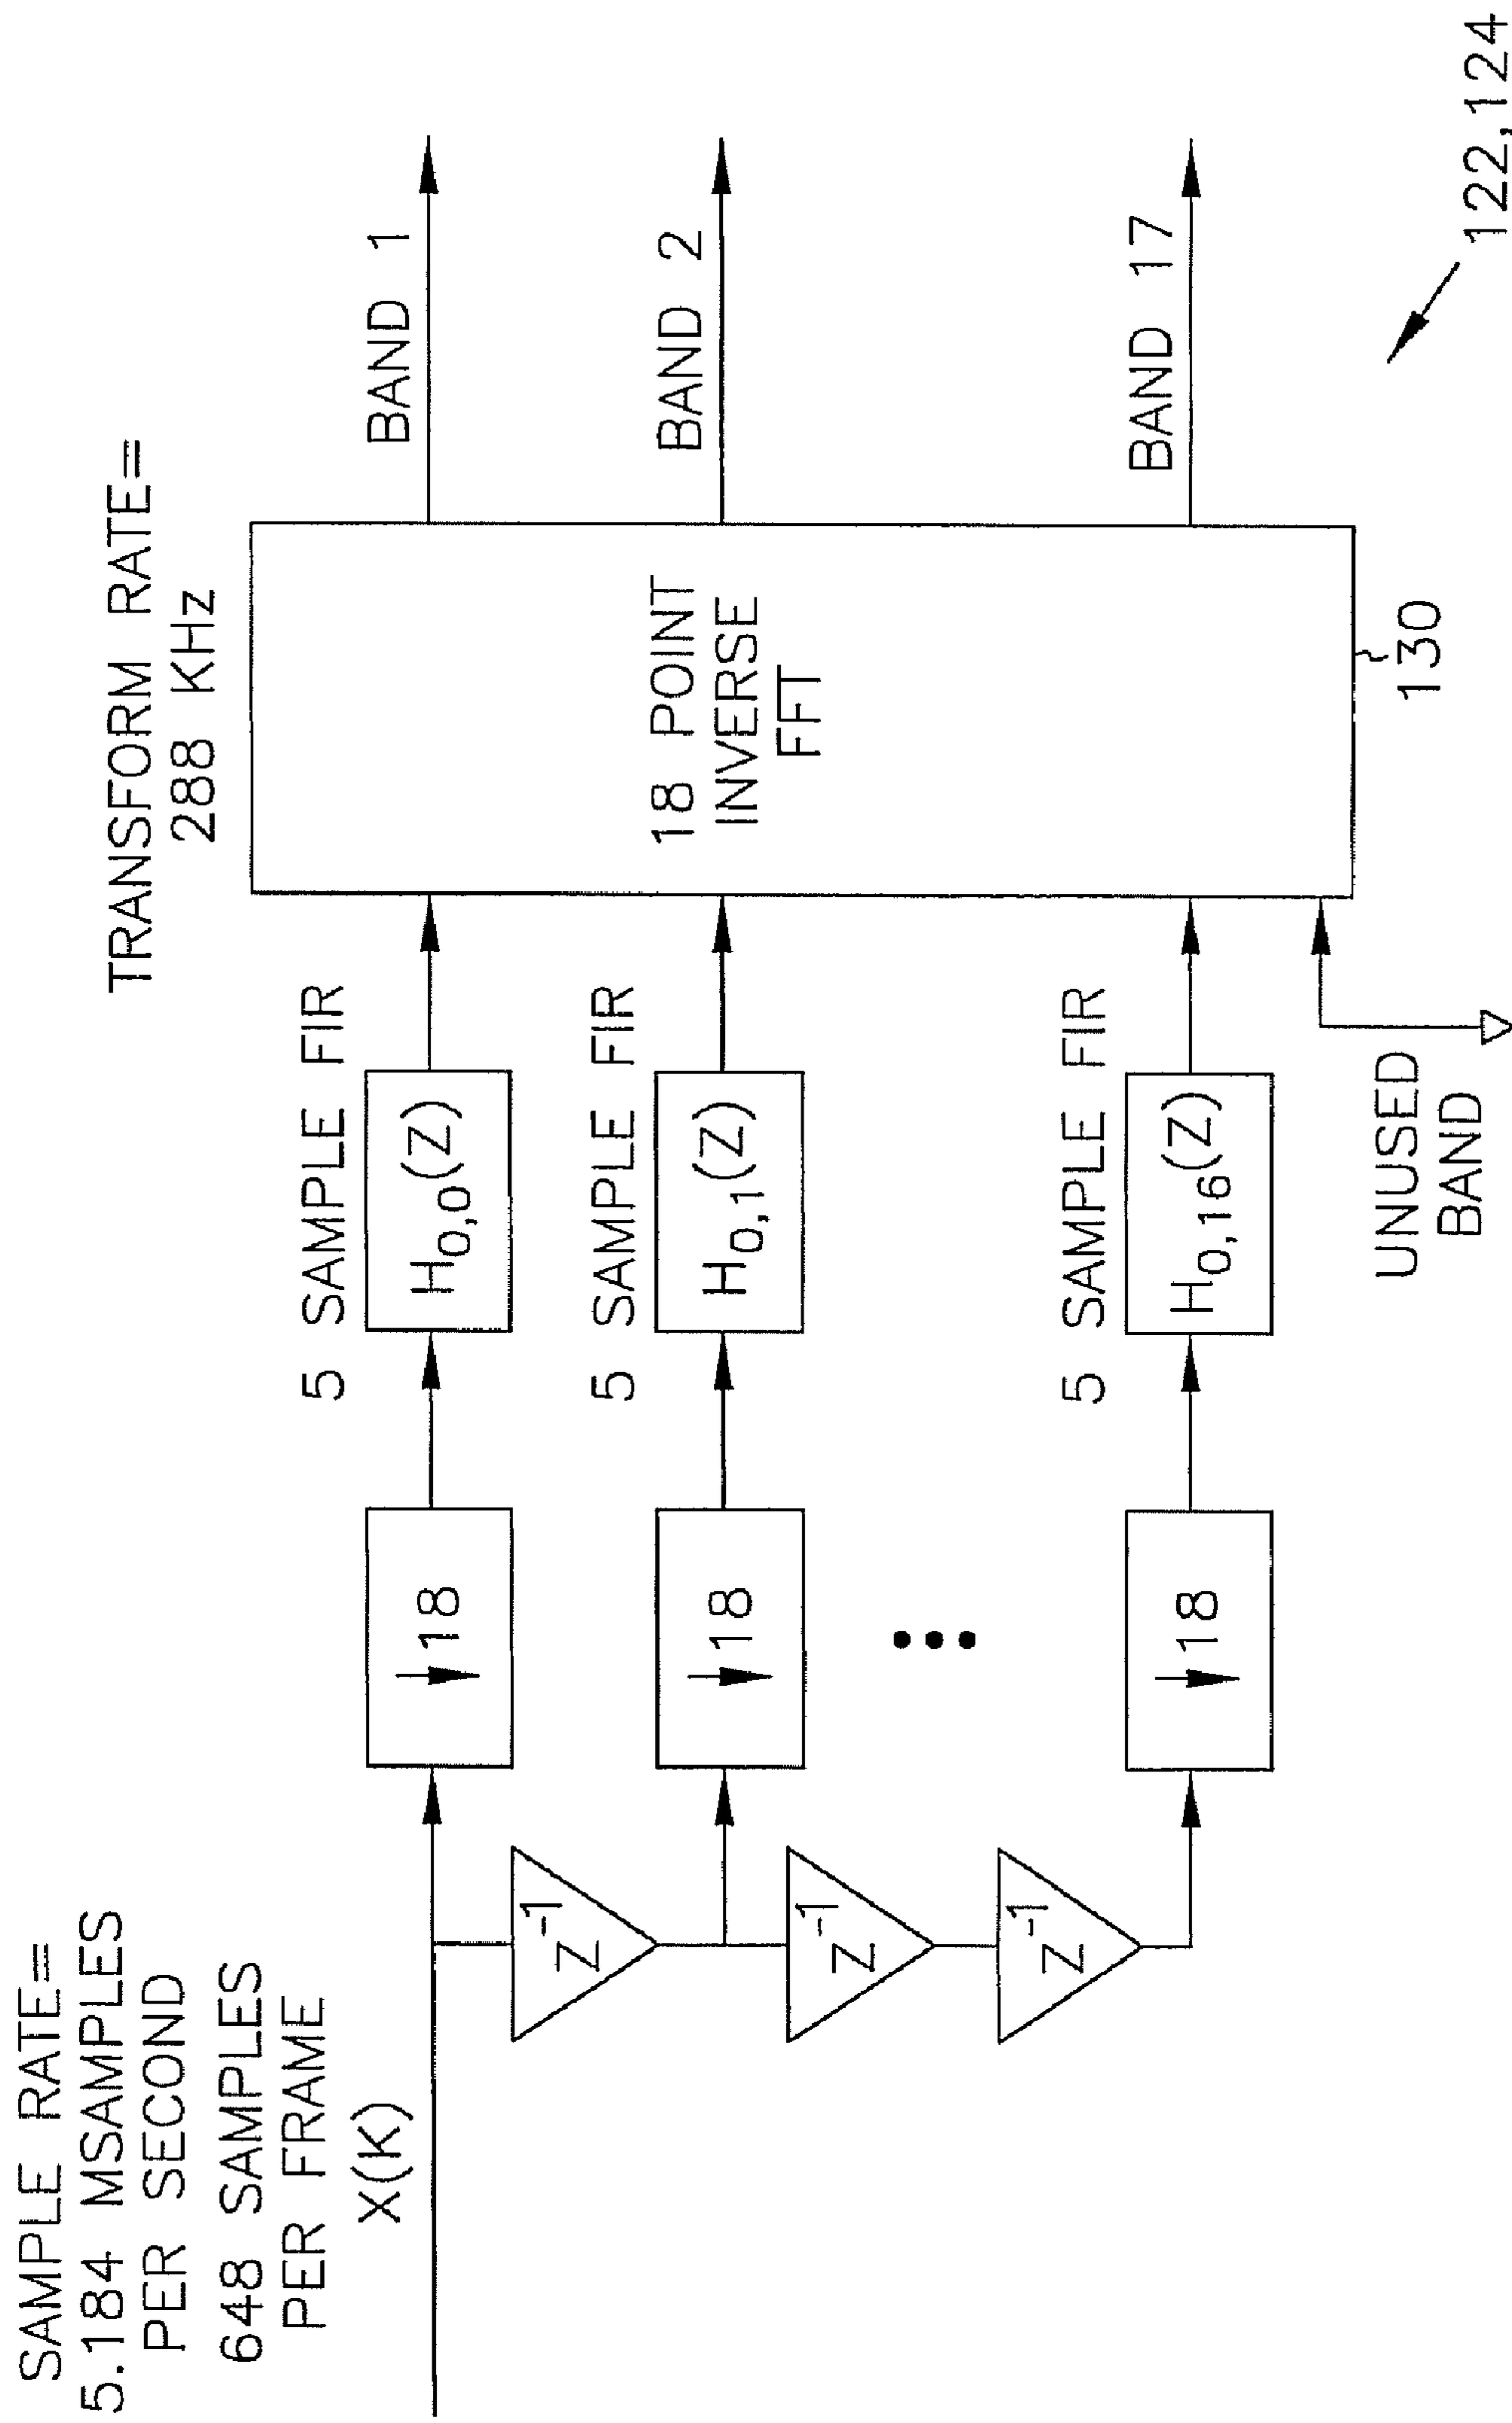 SAMPLE RATE=
5.184 MSAMPLES
PER SECOND
648 SAMPLES
PER FRAME
X(K)
Z-1
Z-1
Z-1
↓18
↓18
•••
↓18
5 SAMPLE FIR
H0,0(Z)
5 SAMPLE FIR
H0,1(Z)
5 SAMPLE FIR
H0,16(Z)
UNUSED
BAND
TRANSFORM RATE=
288 KHz
18 POINT
INVERSE
FFT
130
BAND 1
BAND 2
BAND 17
122,124